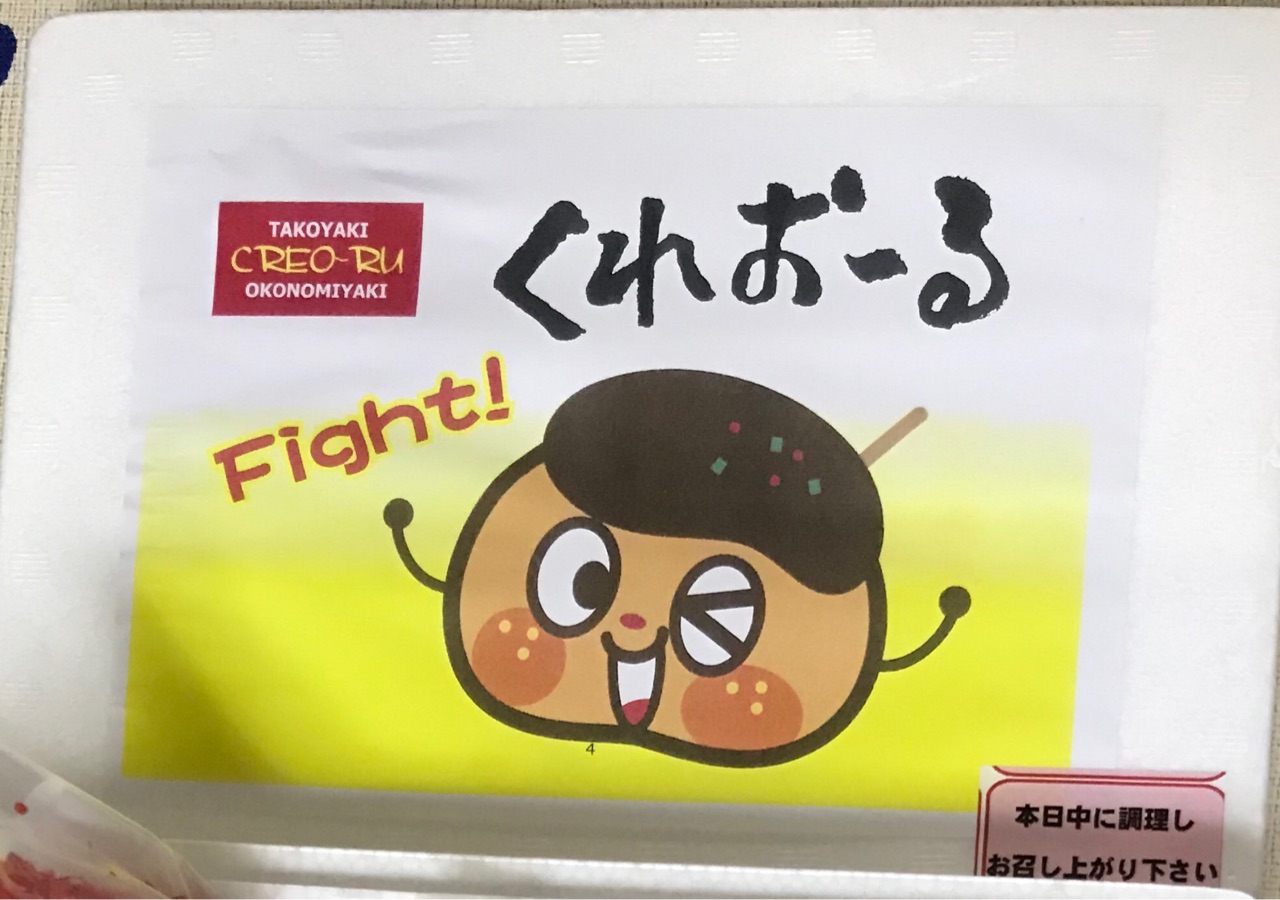 TAKOYAKI
CREO-RU
OKONOMIYAKI
くれおーる
Fight!
4
本日中に調理し
お召し上がり下さい